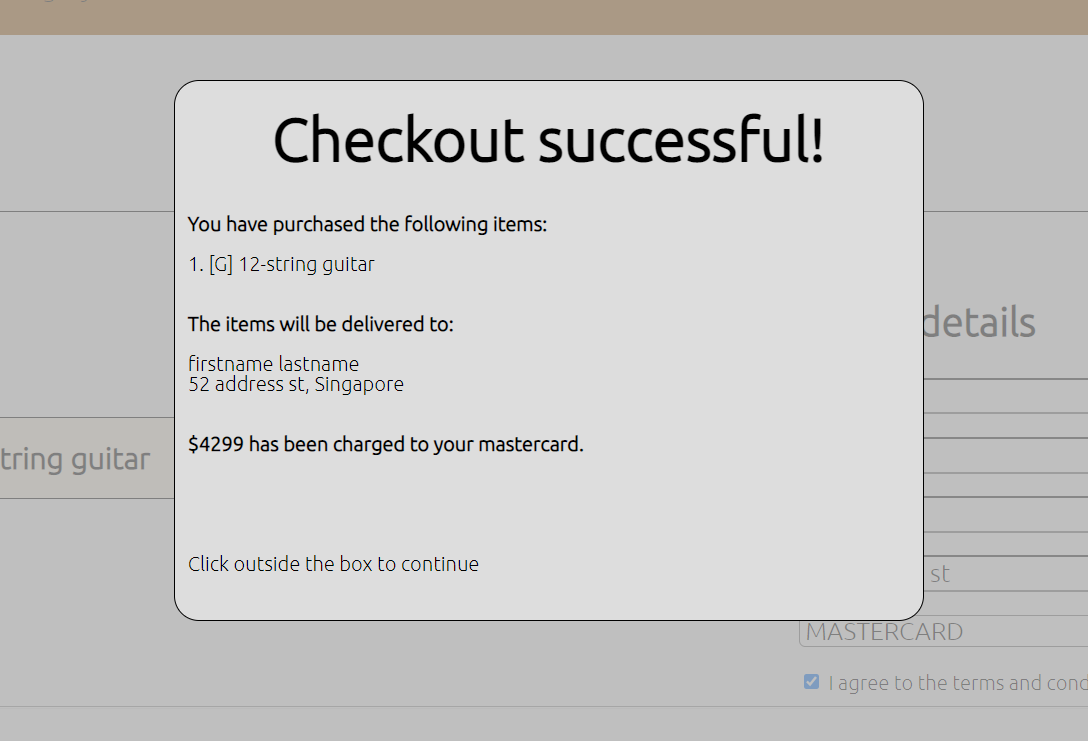 Checkout successful!
You have purchased the following items:
1. [G] 12-string guitar
The items will be delivered to:
firstname lastname
52 address st, Singapore
$4299 has been charged to your mastercard.
Click outside the box to continue
details
tring guitar
st
MASTERCARD
I agree to the terms and cond